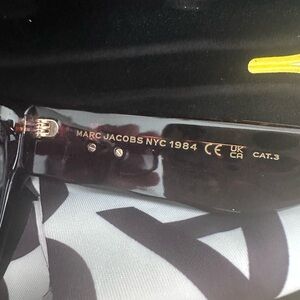 MARC JACOBS NYC 1984 CE UK
CA CAT.3